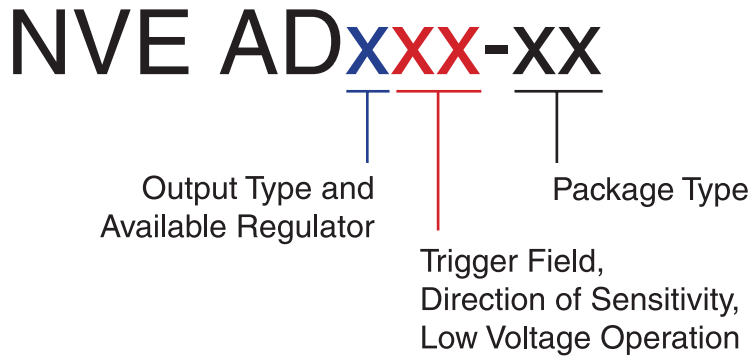 NVE ADxxx-xx
Output Type and
Available Regulator
Package Type
Trigger Field,
Direction of Sensitivity,
Low Voltage Operation